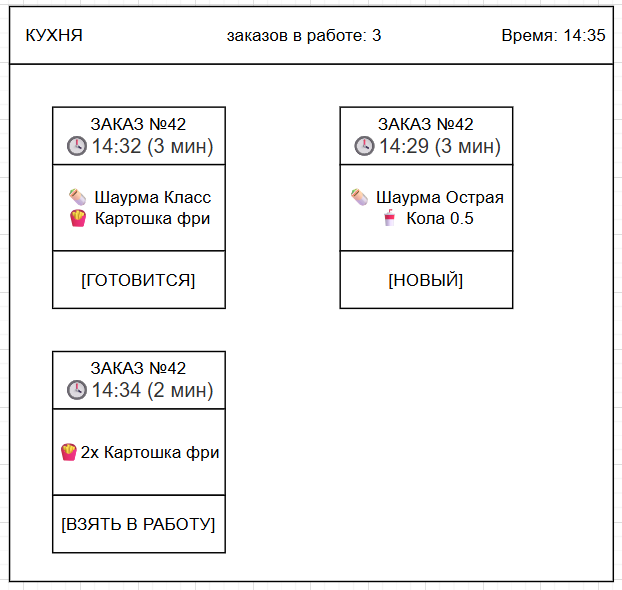 КУХНЯ
заказов в работе: 3
Время: 14:35
ЗАКАЗ №42
14:32 (3 мин)
Шаурма Класс
Картошка фри
[ГОТОВИТСЯ]
ЗАКАЗ №42
14:29 (3 мин)
Шаурма Острая
Кола 0.5
[НОВЫЙ]
ЗАКАЗ №42
14:34 (2 мин)
2x Картошка фри
[ВЗЯТЬ В РАБОТУ]